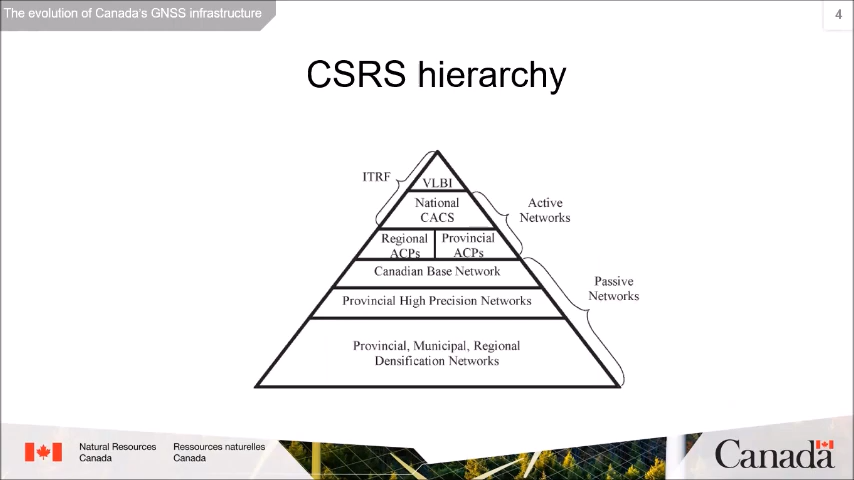 The evolution of Canada's GNSS infrastructure
4
CSRS hierarchy
ITRF
VLBI
National
CACS
Active
Networks
Regional
ACPs
Provincial
ACPs
Canadian Base Network
Passive
Networks
Provincial High Precision Networks
Provincial, Municipal, Regional
Densification Networks
Natural Resources
Canada
Ressources naturelles
Canada
Canada